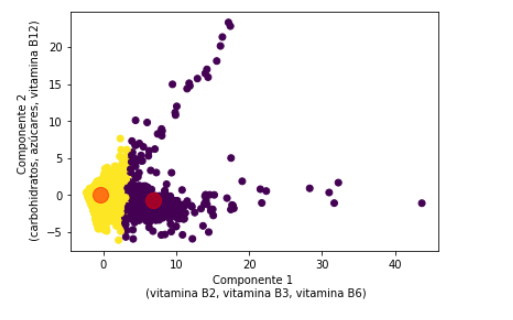 20
15
10
5
0
−5
Componente 2
(carbohidratos, azúcares, vitamina B12)
0 10 20 30 40
Componente 1
(vitamina B2, vitamina B3, vitamina B6)